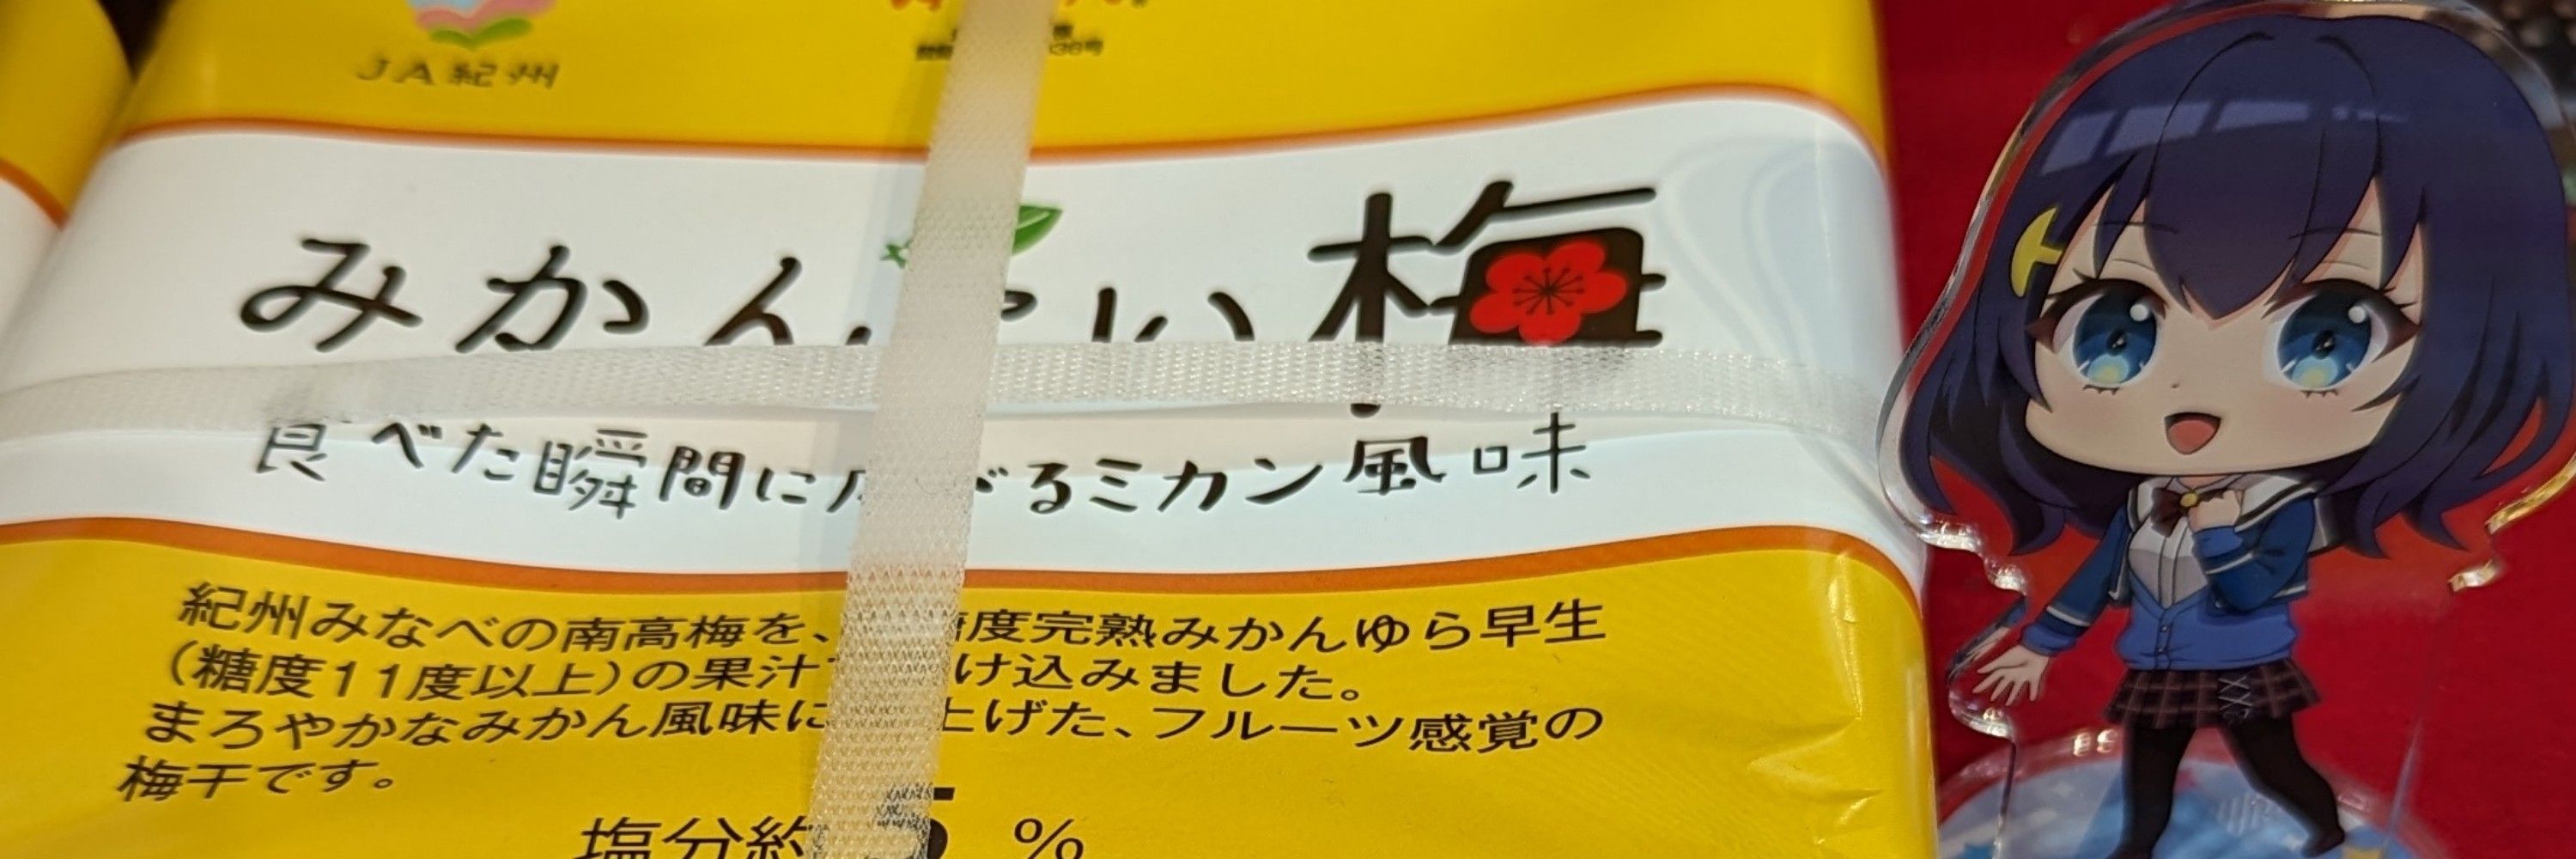 JA紀州
みかん い梅
食べた瞬間に べるミカン風味
紀州みなべの南高梅を、 度完熟みかんゆら早生
(糖度11度以上)の果汁 け込みました。
まろやかなみかん風味に 上げた、フルーツ感覚の
梅干です。
塩分約5%